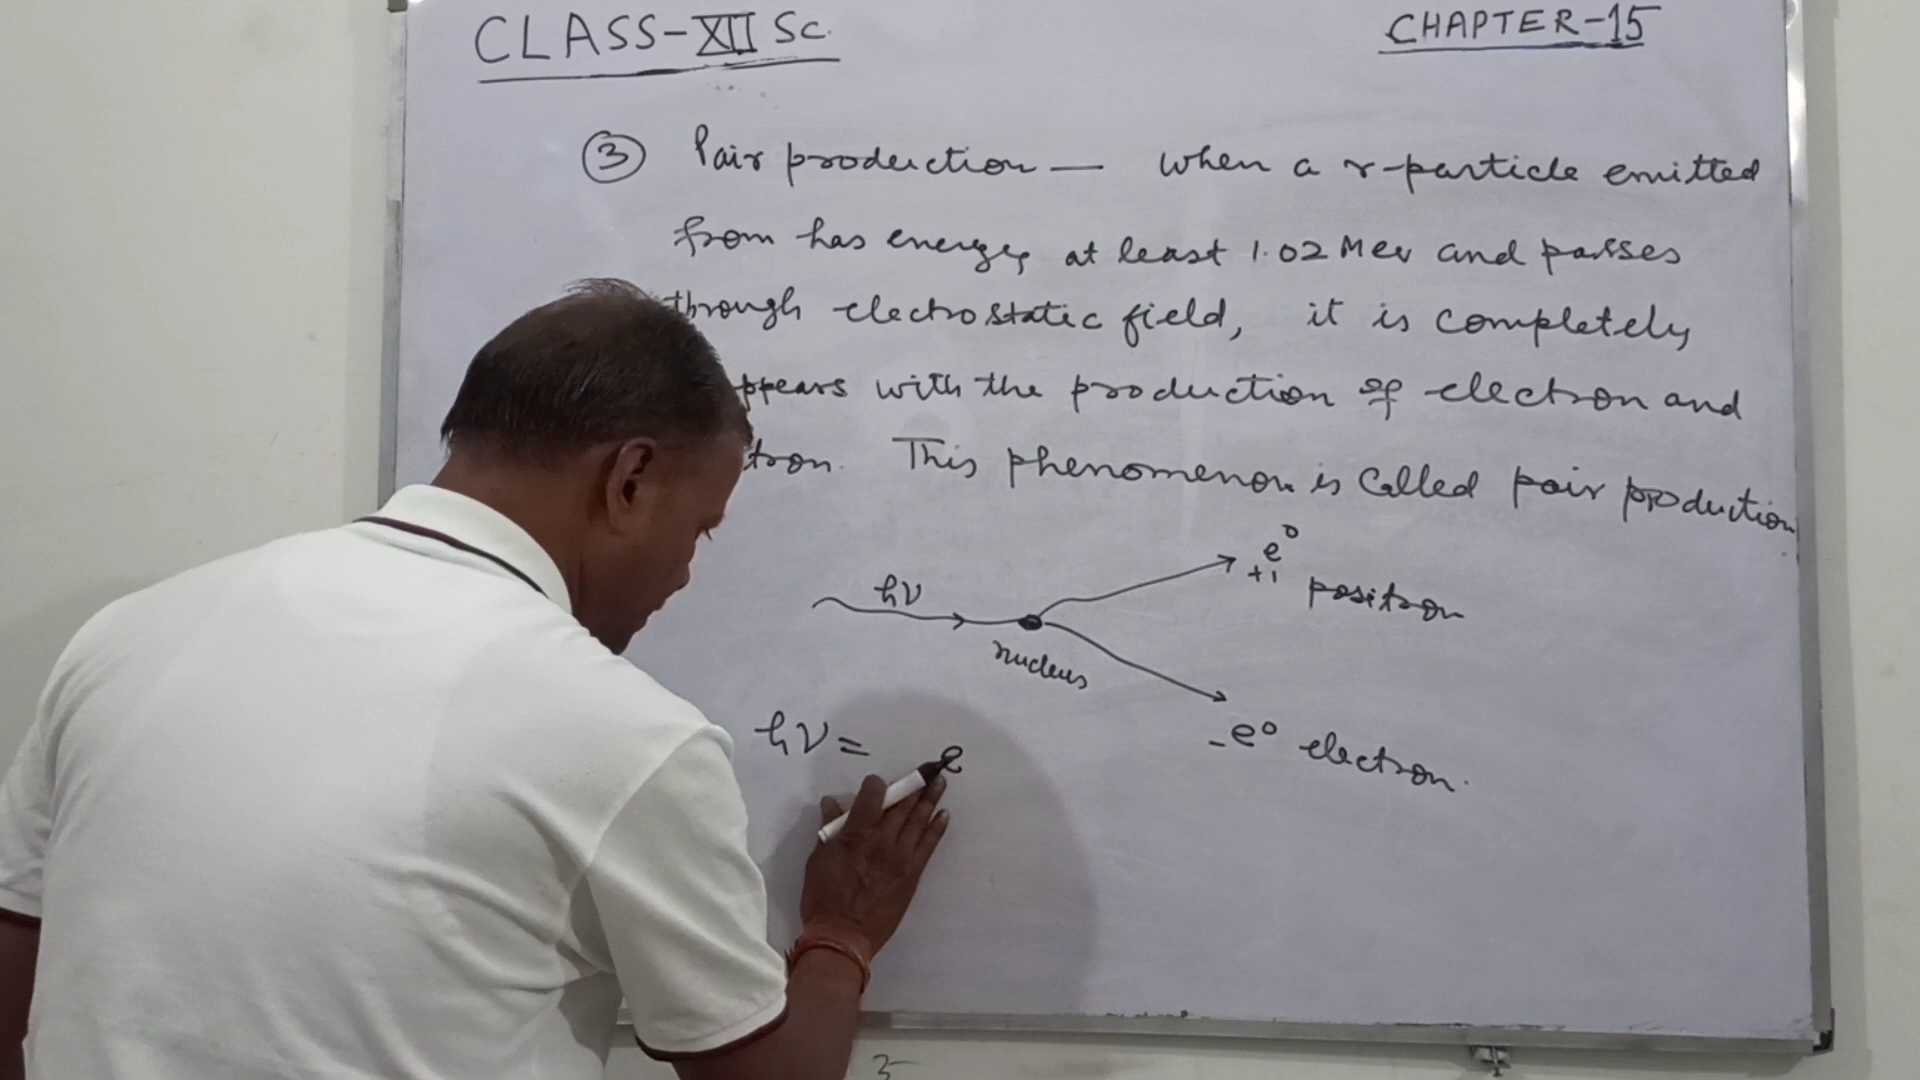 CLASS-XII Sc.
CHAPTER-15
③ Pair production — when a r-particle emitted
from has energy at least 1.02 Mev and passes
through electrostatic field, it is completely
ppears with the production of electron and
tron. This phenomenon is called pair production
hν
nucleus
+1e⁰ positron
-e⁰ electron.
hν = e